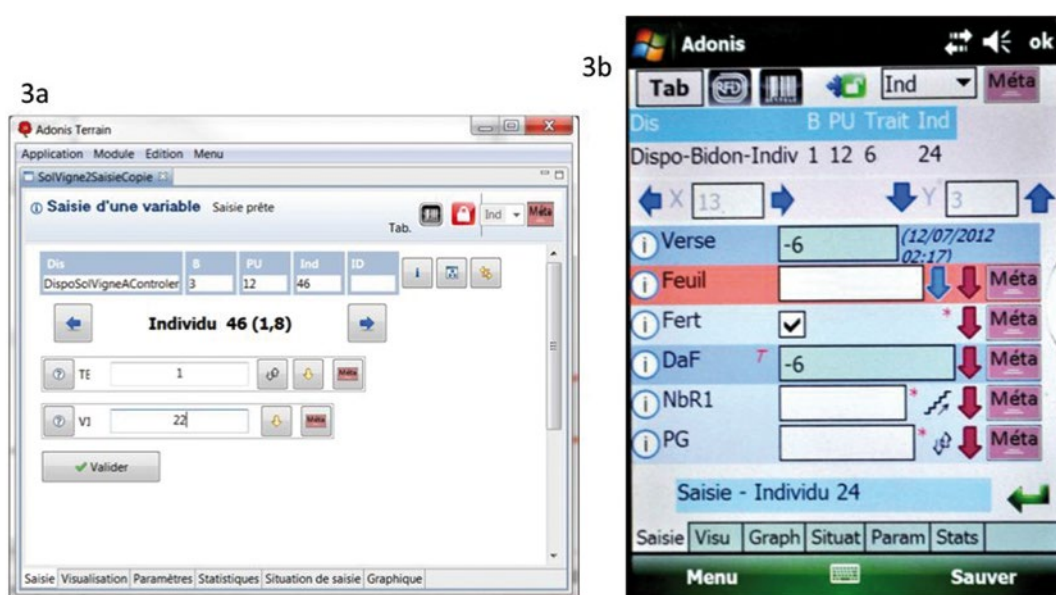 3a
Adonis Terrain
Application Module Edition Menu
SolVigne2SaisieCopie
Saisie d'une variable Saisie prête
Tab. Ind Méta
Dis B PU Ind ID
DispoSolVigneAControler 3 12 46
Individu 46 (1,8)
TE 1 Méta
VI 22 Méta
Valider
Saisie Visualisation Paramètres Statistiques Situation de saisie Graphique
3b
Adonis ok
Tab RFID Ind Méta
Dis B PU Trait Ind
Dispo-Bidon-Indiv 1 12 6 24
X 13 Y 3
Verse -6 (12/07/2012
02:17)
Feuil Méta
Fert * Méta
DaF T -6
NbR1 * Méta
PG * Méta
Saisie - Individu 24
Saisie Visu Graph Situat Param Stats
Menu Sauver